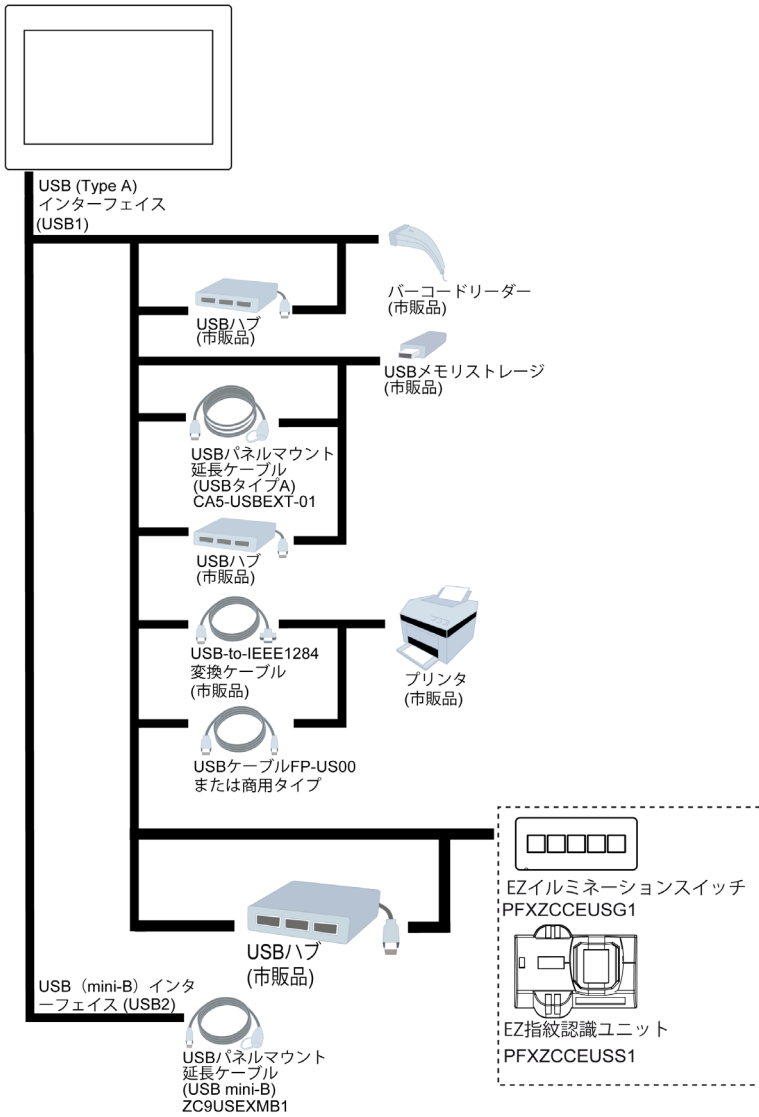 USB (Type A)
インターフェイス
(USB1)
バーコードリーダー
(市販品)
USBハブ
(市販品)
USBメモリストレージ
(市販品)
USBパネルマウント
延長ケーブル
(USBタイプA)
CA5-USBEXT-01
USBハブ
(市販品)
USB-to-IEEE1284
変換ケーブル
(市販品)
プリンタ
(市販品)
USBケーブルFP-US00
または商用タイプ
EZイルミネーションスイッチ
PFXZCCEUSG1
USBハブ
(市販品)
EZ指紋認識ユニット
PFXZCCEUSS1
USB（mini-B）インタ
ーフェイス (USB2)
USBパネルマウント
延長ケーブル
(USB mini-B)
ZC9USEXMB1